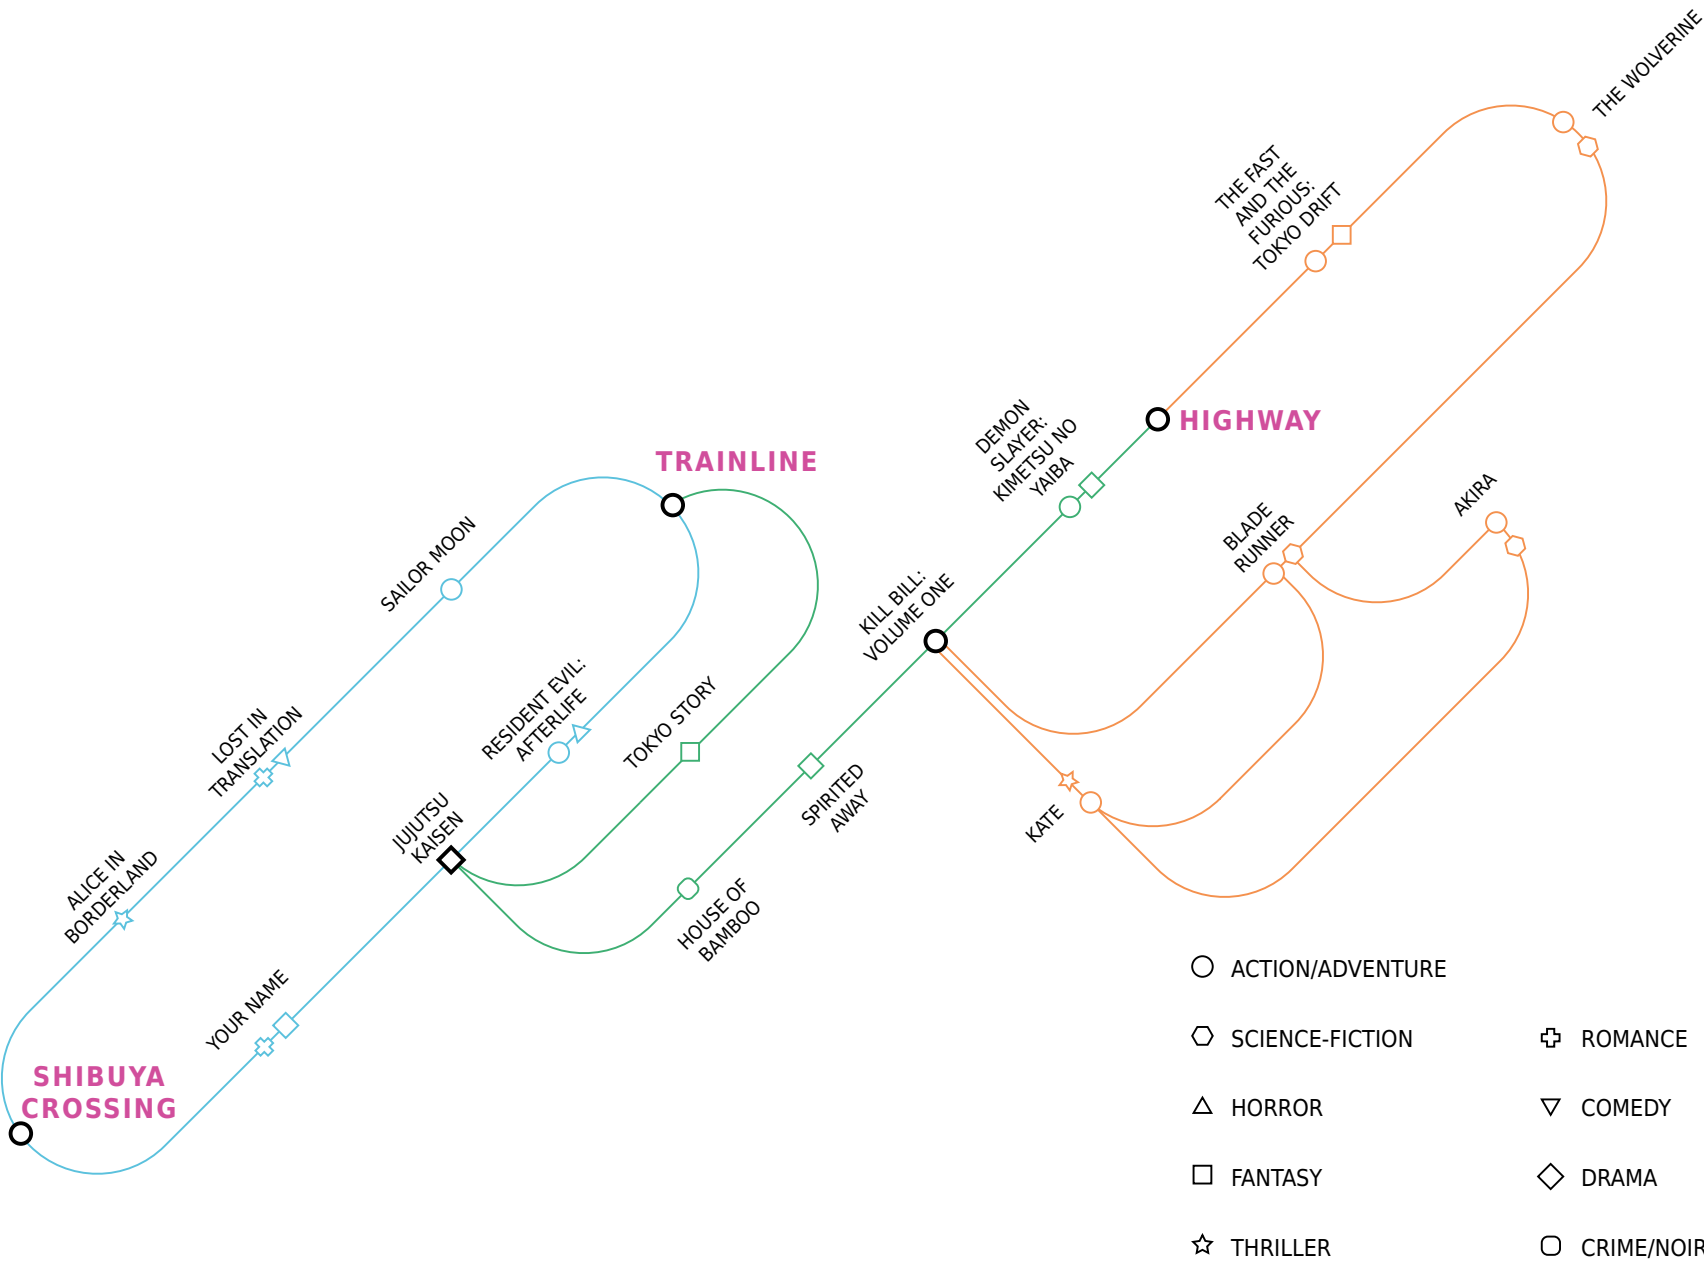 THE WOLVERINE
THE FAST
AND THE
FURIOUS:
TOKYO DRIFT
HIGHWAY
DEMON
SLAYER:
KIMETSU NO
YAIBA
TRAINLINE
AKIRA
BLADE
RUNNER
SAILOR MOON
KILL BILL:
VOLUME ONE
RESIDENT EVIL:
AFTERLIFE
TOKYO STORY
LOST IN
TRANSLATION
SPIRITED
AWAY
JUJUTSU
KAISEN
KATE
ALICE IN
BORDERLAND
HOUSE OF
BAMBOO
YOUR NAME
SHIBUYA
CROSSING
ACTION/ADVENTURE
SCIENCE-FICTION
HORROR
FANTASY
THRILLER
ROMANCE
COMEDY
DRAMA
CRIME/NOIR